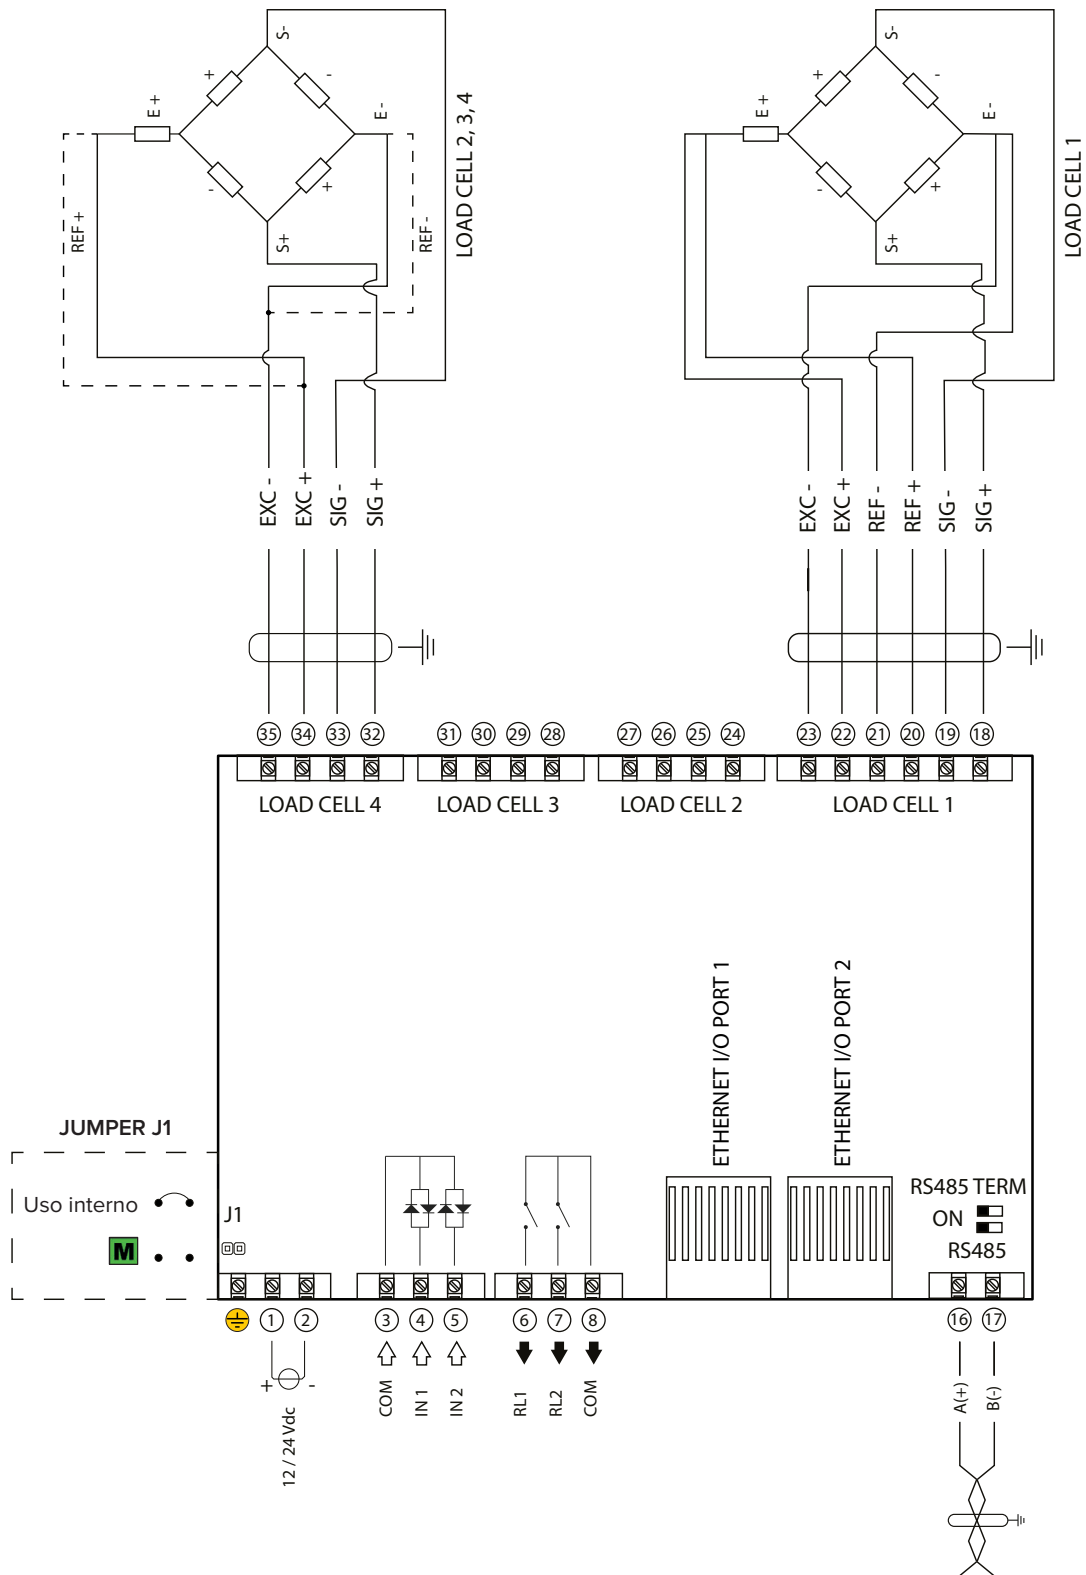 S-
+
-
E +
E -
REF +
-
+
REF -
S+
LOAD CELL 2, 3, 4
S-
+
-
E +
E -
-
+
S+
LOAD CELL 1
EXC -
EXC +
SIG -
SIG +
EXC -
EXC +
REF -
REF +
SIG -
SIG +
35 34 33 32 31 30 29 28 27 26 25 24 23 22 21 20 19 18
LOAD CELL 4 LOAD CELL 3 LOAD CELL 2 LOAD CELL 1
ETHERNET I/O PORT 1
ETHERNET I/O PORT 2
JUMPER J1
Uso interno
M
J1
RS485 TERM
ON
RS485
1 2 3 4 5 6 7 8 16 17
+ -
12 / 24 Vdc
COM
IN 1
IN 2
RL1
RL2
COM
A(+)
B(-)